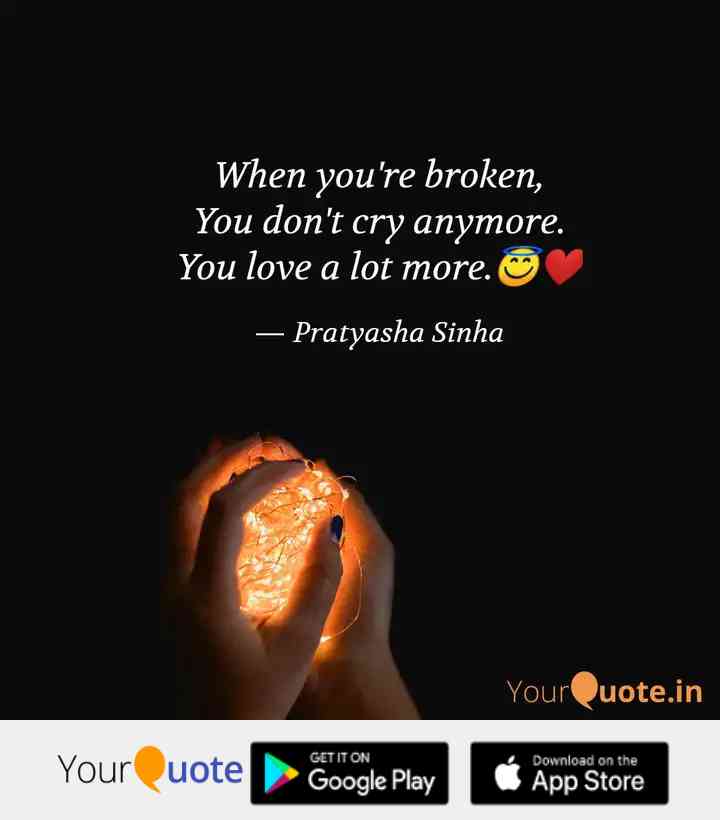 When you're broken,
You don't cry anymore.
You love a lot more.😇❤️
— Pratyasha Sinha
YourQuote.in
YourQuote
GET IT ON
Google Play
Download on the
App Store